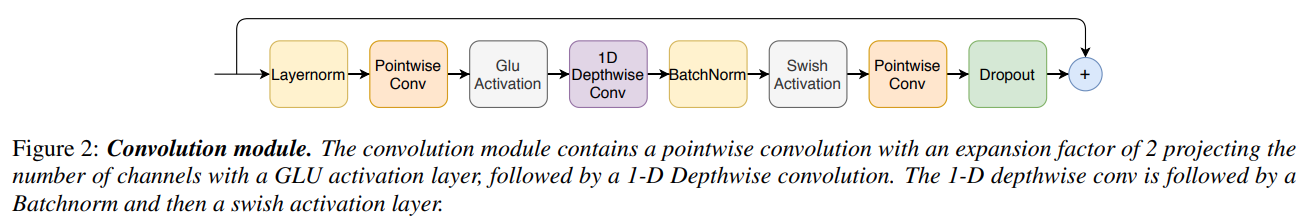 Layernorm
Pointwise
Conv
Glu
Activation
1D
Depthwise
Conv
BatchNorm
Swish
Activation
Pointwise
Conv
Dropout
+
Figure 2: Convolution module. The convolution module contains a pointwise convolution with an expansion factor of 2 projecting the
number of channels with a GLU activation layer, followed by a 1-D Depthwise convolution. The 1-D depthwise conv is followed by a
Batchnorm and then a swish activation layer.